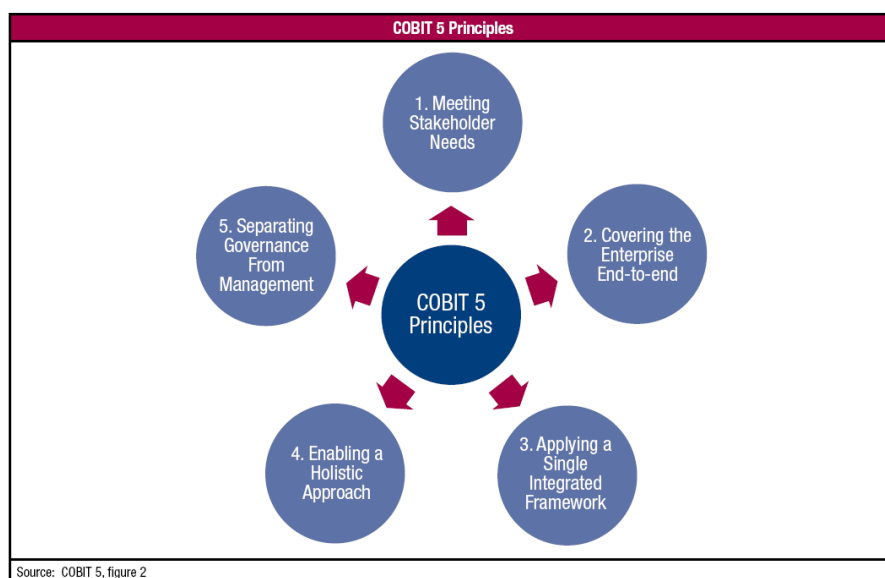 COBIT 5 Principles
1. Meeting
Stakeholder
Needs
5. Separating
Governance
From
Management
2. Covering the
Enterprise
End-to-end
COBIT 5
Principles
4. Enabling a
Holistic
Approach
3. Applying a
Single
Integrated
Framework
Source: COBIT 5, figure 2